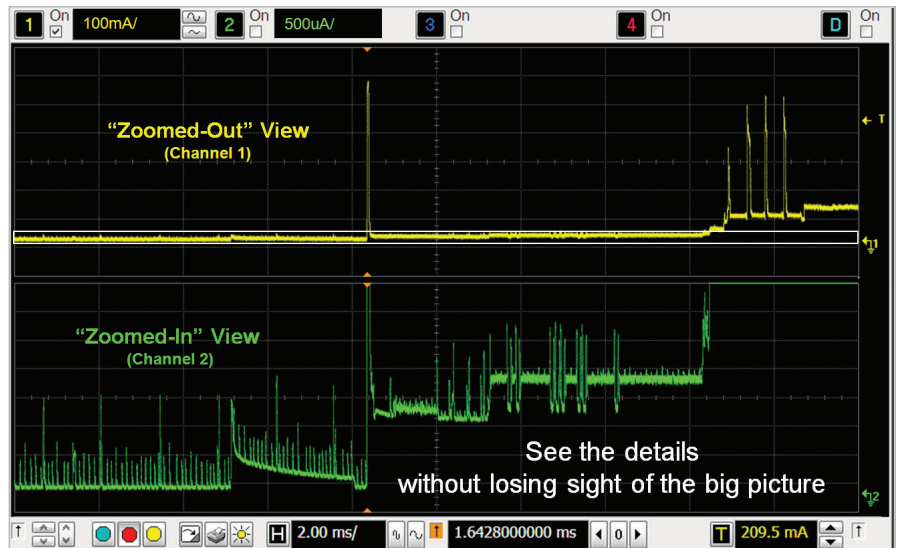 1 On 100mA/ 2 On 500uA/ 3 On 4 On D On
“Zoomed-Out” View
(Channel 1)
T
1
“Zoomed-In” View
(Channel 2)
See the details
without losing sight of the big picture
2
H 2.00 ms/ T 1.6428000000 ms 0 T 209.5 mA